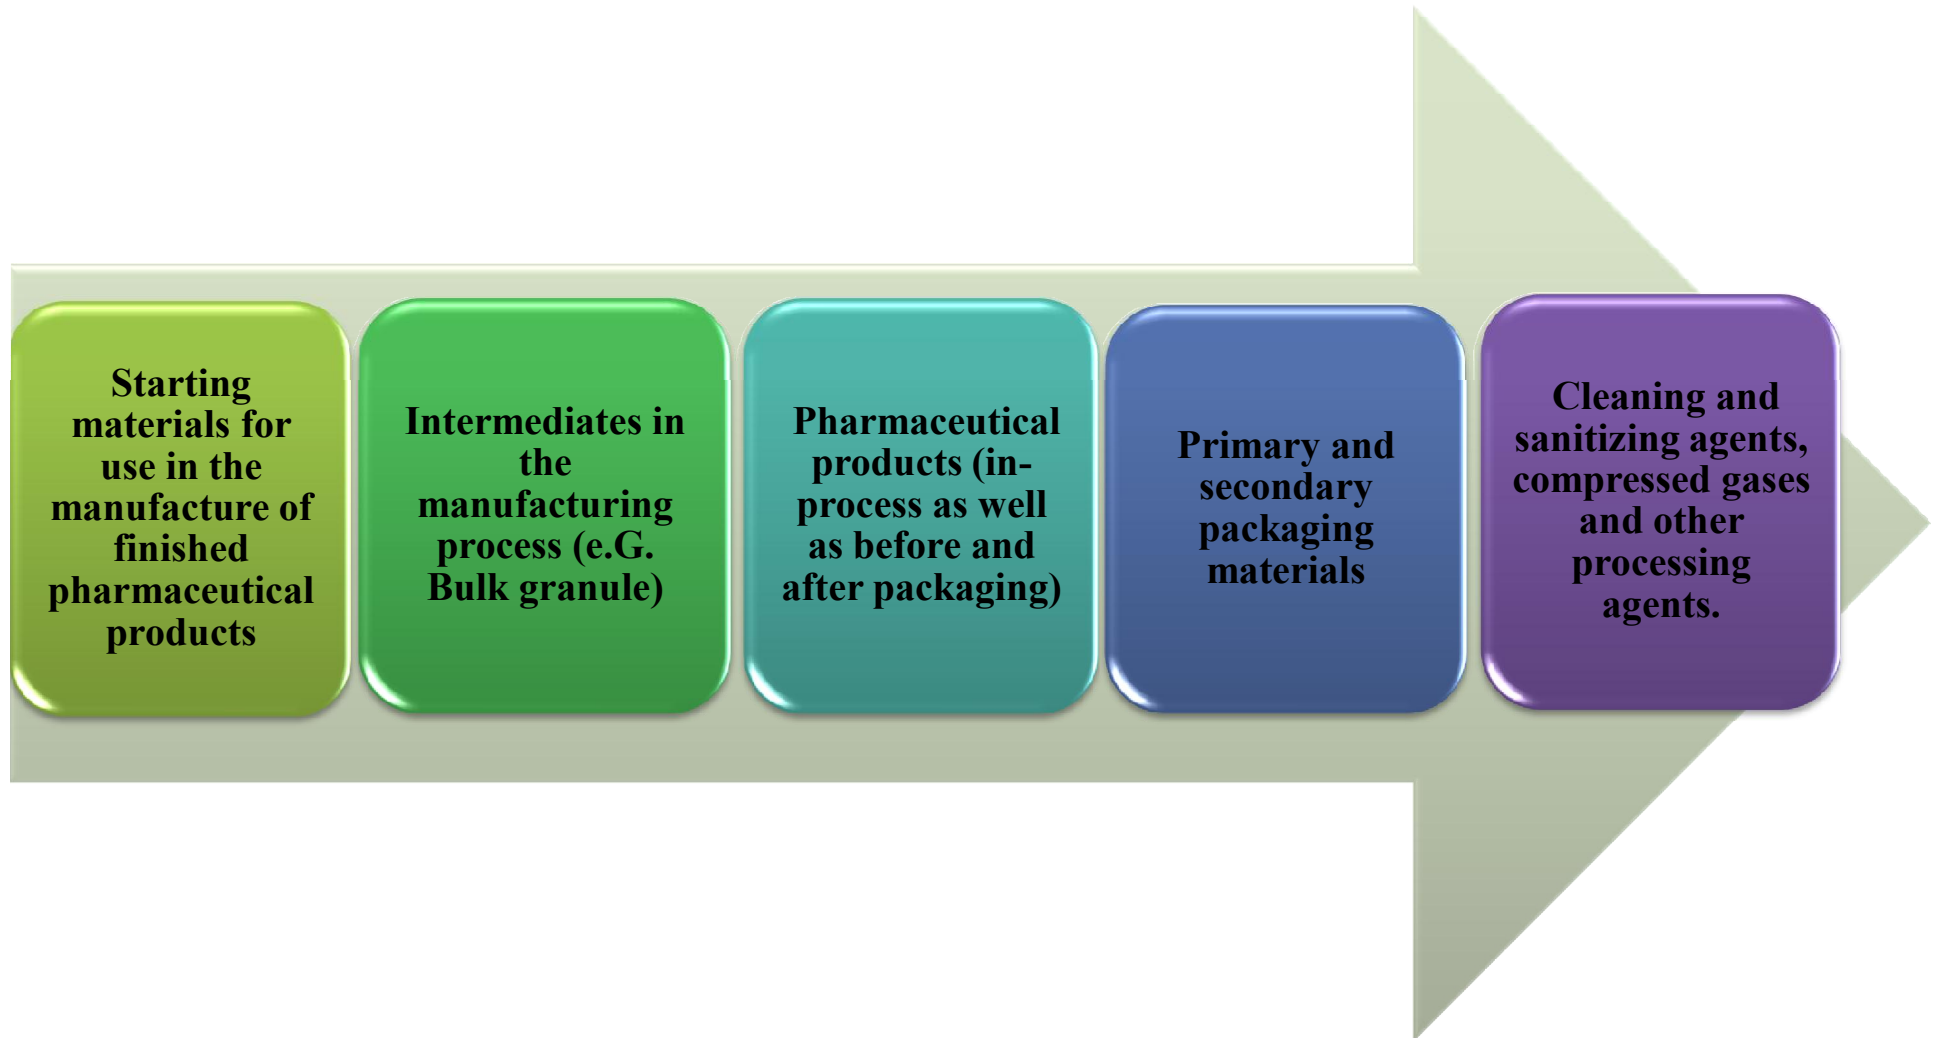 Starting
materials for
use in the
manufacture of
finished
pharmaceutical
products
Intermediates in
the
manufacturing
process (e.G.
Bulk granule)
Pharmaceutical
products (in-
process as well
as before and
after packaging)
Primary and
secondary
packaging
materials
Cleaning and
sanitizing agents,
compressed gases
and other
processing
agents.